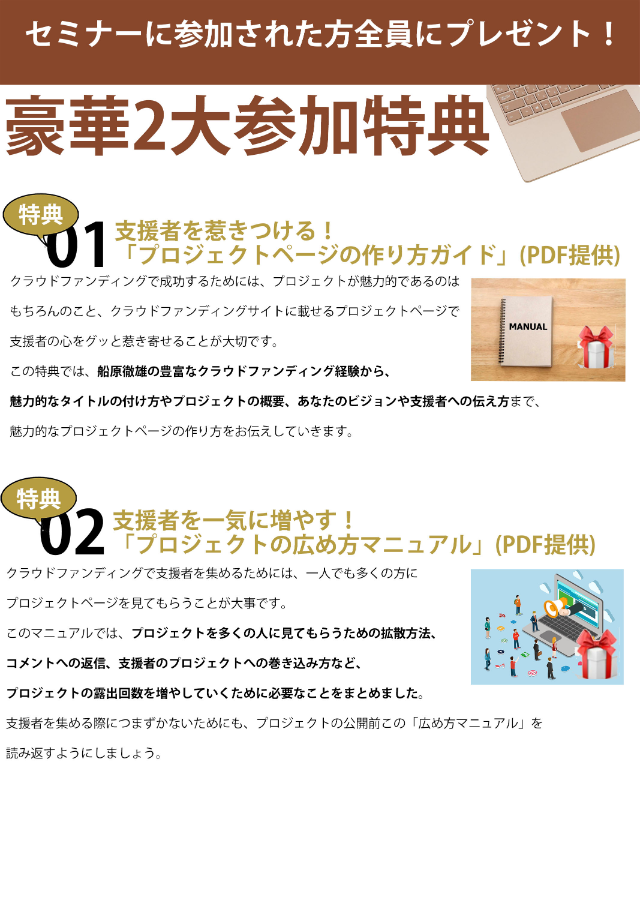 セミナーに参加された方全員にプレゼント！
豪華2大参加特典
特典
01
支援者を惹きつける！
「プロジェクトページの作り方ガイド」(PDF提供)
クラウドファンディングで成功するためには、プロジェクトが魅力的であるのは
もちろんのこと、クラウドファンディングサイトに載せるプロジェクトページで
支援者の心をグッと惹き寄せることが大切です。
この特典では、船原徹雄の豊富なクラウドファンディング経験から、
魅力的なタイトルの付け方やプロジェクトの概要、あなたのビジョンや支援者への伝え方まで、
魅力的なプロジェクトページの作り方をお伝えしていきます。
MANUAL
特典
02
支援者を一気に増やす！
「プロジェクトの広め方マニュアル」(PDF提供)
クラウドファンディングで支援者を集めるためには、一人でも多くの方に
プロジェクトページを見てもらうことが大事です。
このマニュアルでは、プロジェクトを多くの人に見てもらうための拡散方法、
コメントへの返信、支援者のプロジェクトへの巻き込み方など、
プロジェクトの露出回数を増やしていくために必要なことをまとめました。
支援者を集める際につまずかないためにも、プロジェクトの公開前この「広め方マニュアル」を
読み返すようにしましょう。